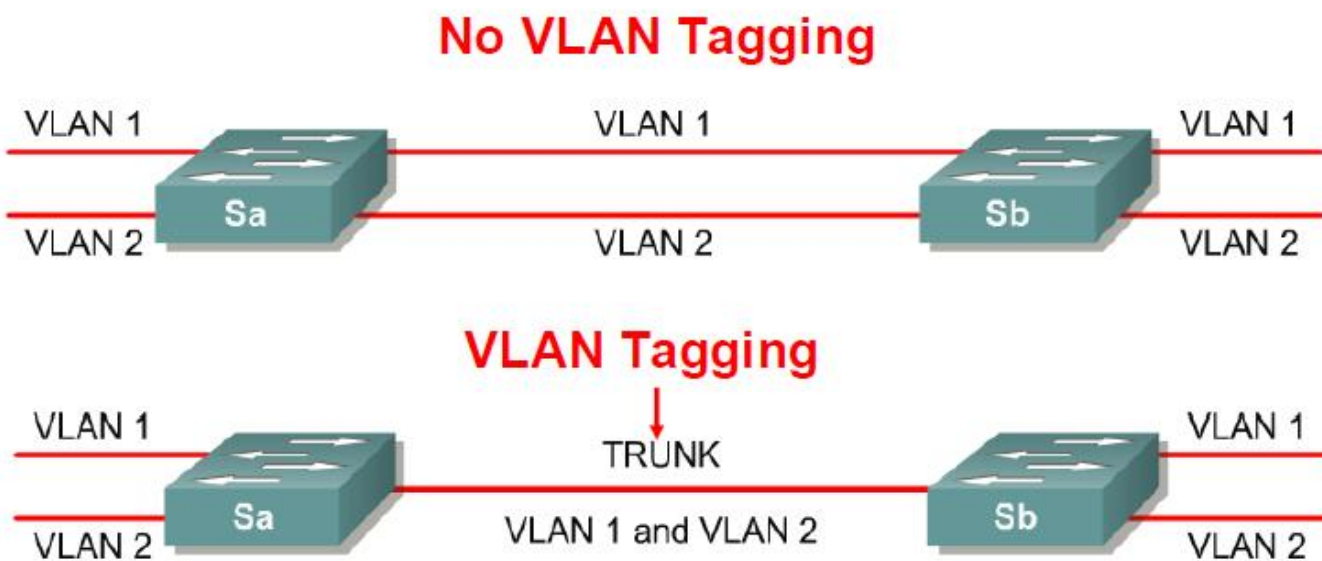 No VLAN Tagging
VLAN 1
VLAN 1
VLAN 1
Sa
Sb
VLAN 2
VLAN 2
VLAN 2
VLAN Tagging
VLAN 1
TRUNK
VLAN 1
Sa
Sb
VLAN 1 and VLAN 2
VLAN 2
VLAN 2